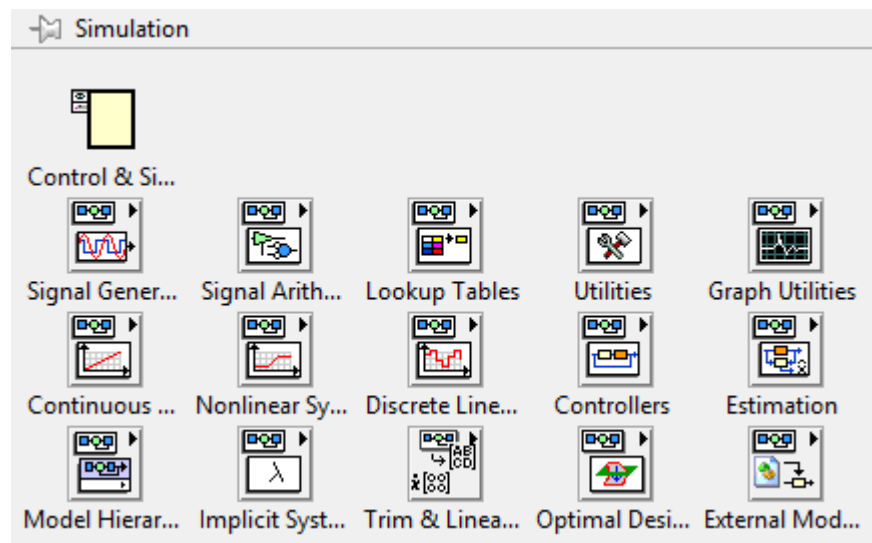 Simulation
Control & Si...
Signal Gener... Signal Arith... Lookup Tables Utilities Graph Utilities
Continuous ... Nonlinear Sy... Discrete Line... Controllers Estimation
Model Hierar... Implicit Syst... Trim & Linea... Optimal Desi... External Mod...